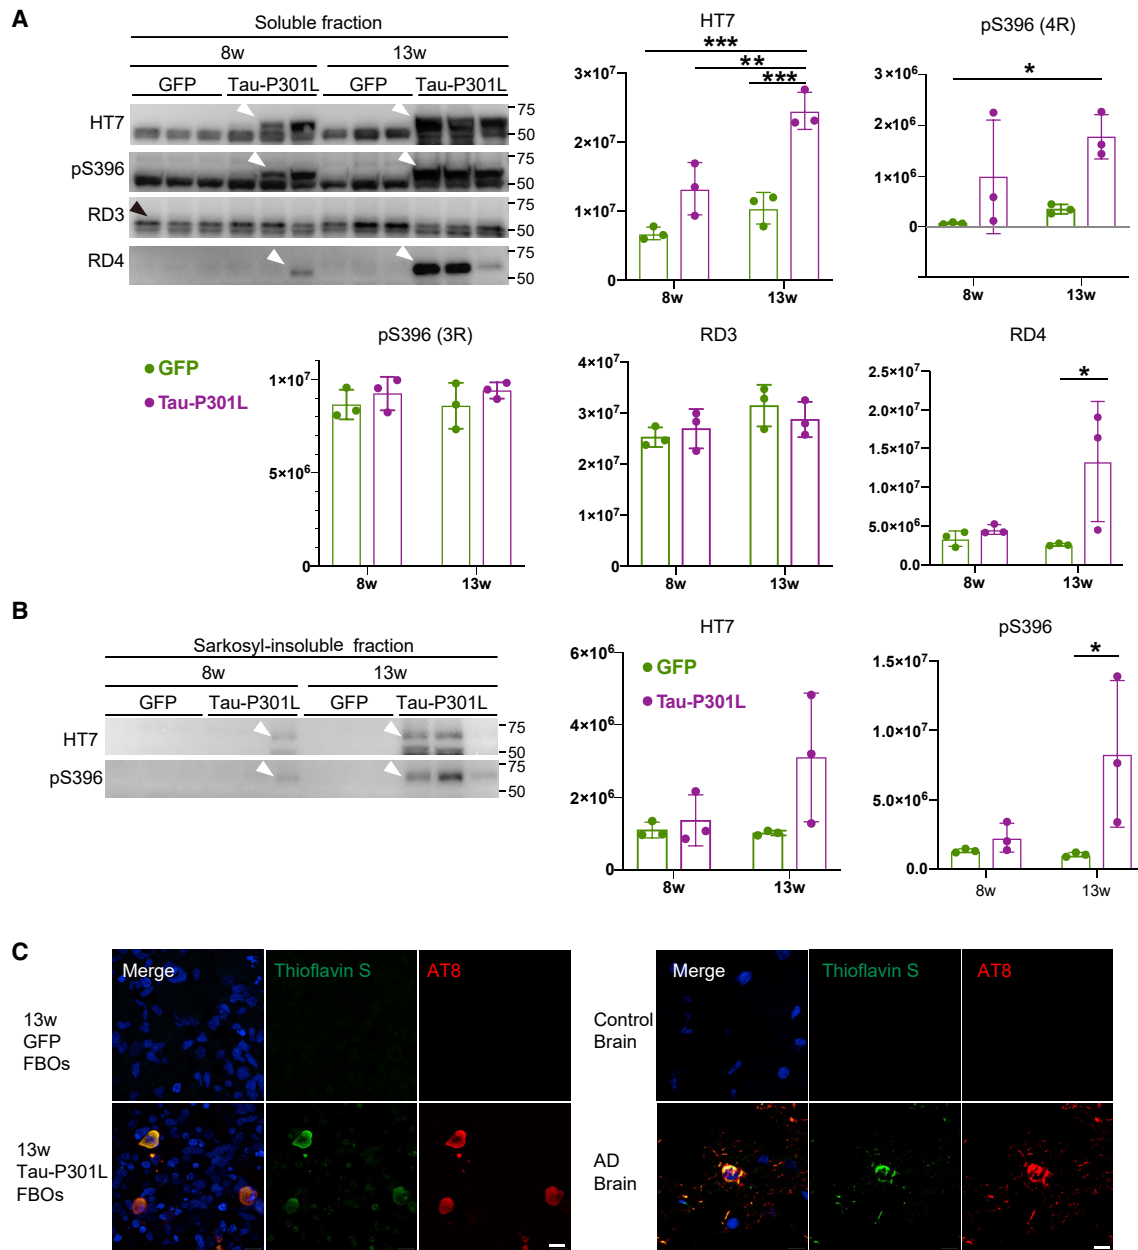 A
Soluble fraction
8w 13w
GFP Tau-P301L GFP Tau-P301L
HT7 75 50
pS396 75 50
RD3 75 50
RD4 75 50
HT7
***
**
***
3×10⁷
2×10⁷
1×10⁷
0
8w 13w
pS396 (4R)
*
3×10⁶
2×10⁶
1×10⁶
0
8w 13w
GFP
Tau-P301L
pS396 (3R)
1×10⁷
5×10⁶
0
8w 13w
RD3
4×10⁷
3×10⁷
2×10⁷
1×10⁷
0
8w 13w
RD4
*
2.5×10⁷
2.0×10⁷
1.5×10⁷
1.0×10⁷
5.0×10⁶
0.0
8w 13w
B
Sarkosyl-insoluble fraction
8w 13w
GFP Tau-P301L GFP Tau-P301L
HT7 75 50
pS396 75 50
HT7
GFP
Tau-P301L
6×10⁶
4×10⁶
2×10⁶
0
8w 13w
pS396
*
1.5×10⁷
1.0×10⁷
5.0×10⁶
0.0
8w 13w
C
Merge Thioflavin S AT8
13w
GFP
FBOs
13w
Tau-P301L
FBOs
Merge Thioflavin S AT8
Control
Brain
AD
Brain